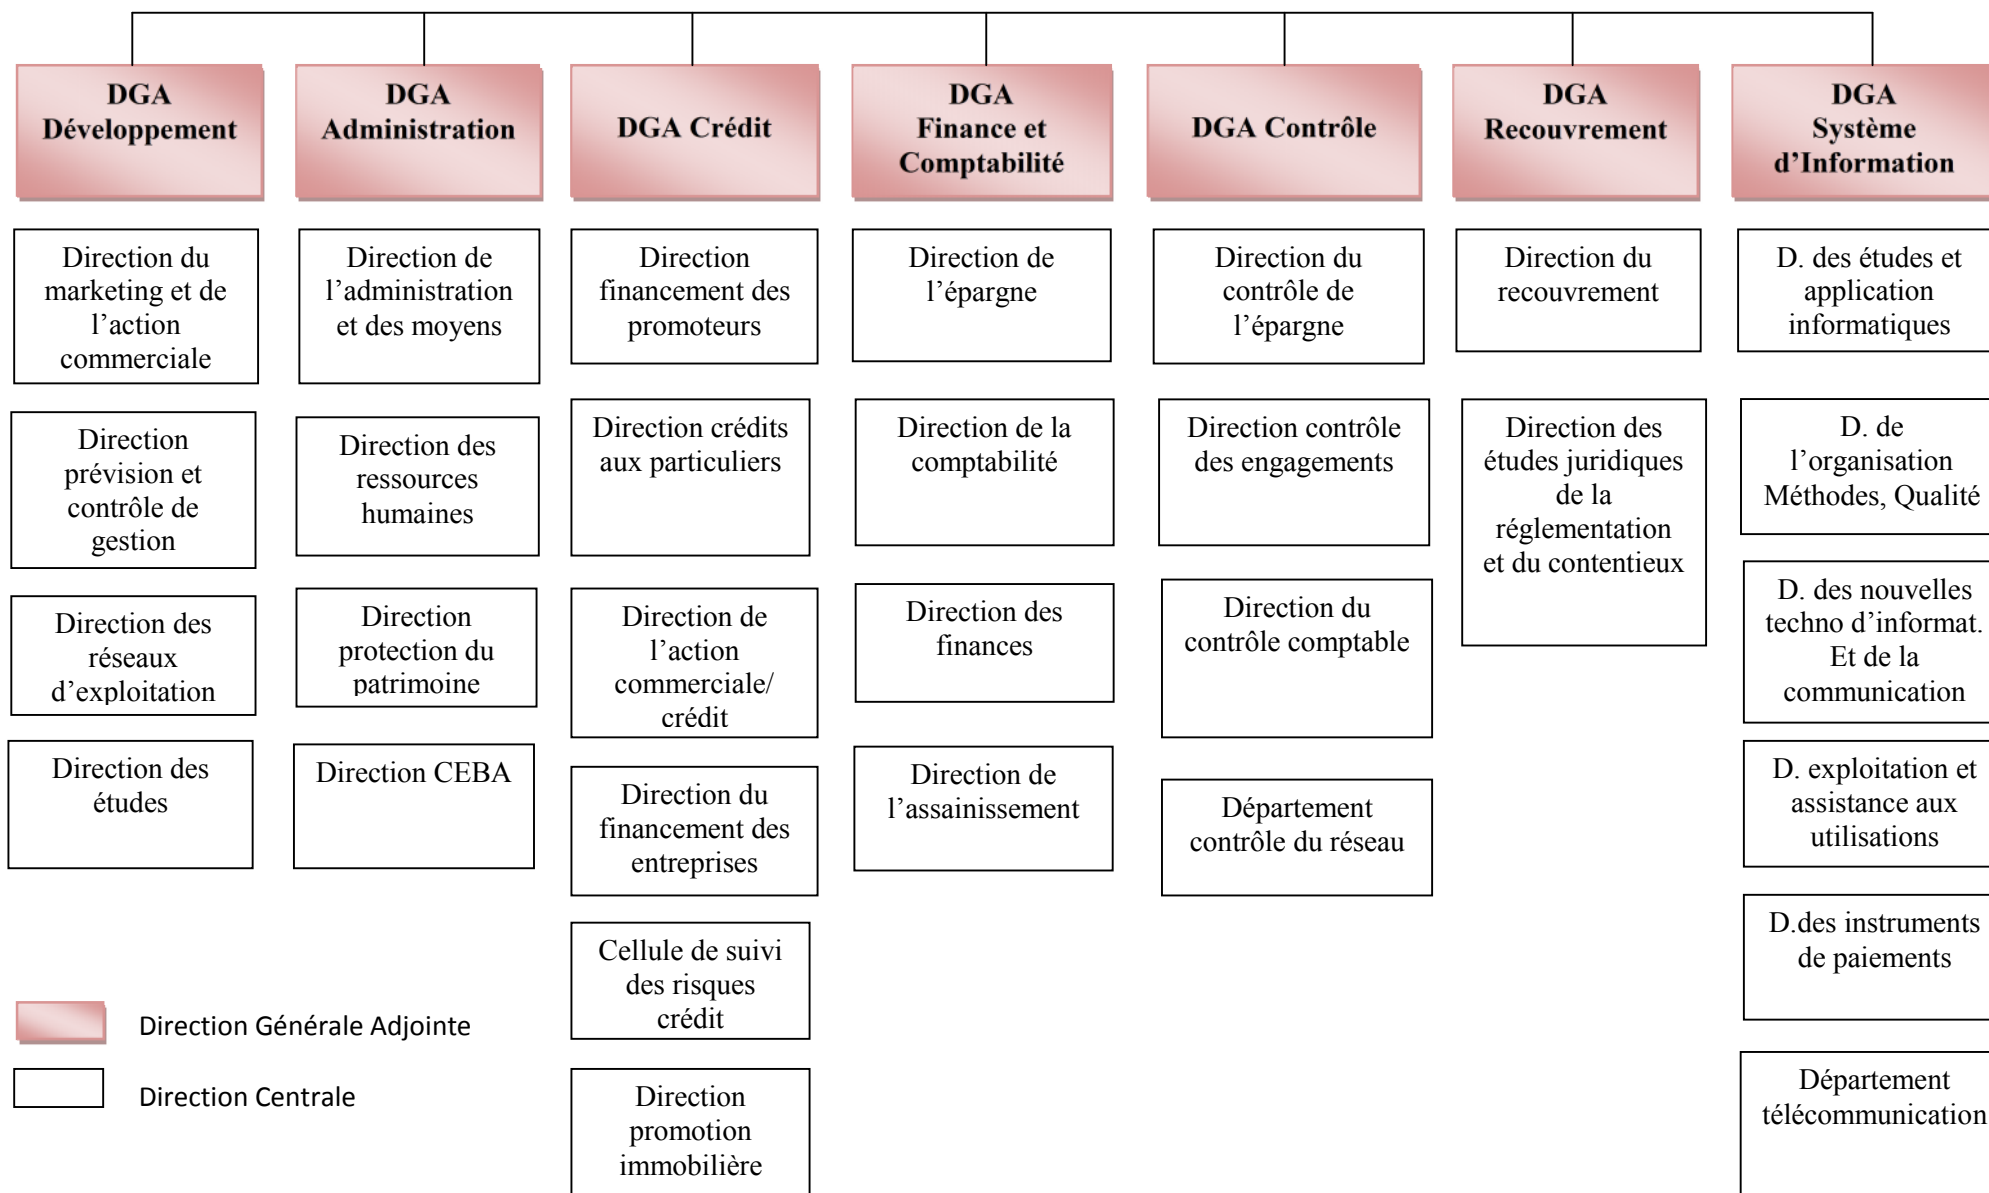 DGA
Développement
DGA
Administration
DGA Crédit
DGA
Finance et
Comptabilité
DGA Contrôle
DGA
Recouvrement
DGA
Système
d’Information
Direction du
marketing et de
l’action
commerciale
Direction
prévision et
contrôle de
gestion
Direction des
réseaux
d’exploitation
Direction des
études
Direction de
l’administration
et des moyens
Direction des
ressources
humaines
Direction
protection du
patrimoine
Direction CEBA
Direction
financement des
promoteurs
Direction crédits
aux particuliers
Direction de
l’action
commerciale/
crédit
Direction du
financement des
entreprises
Cellule de suivi
des risques
crédit
Direction
promotion
immobilière
Direction de
l’épargne
Direction de la
comptabilité
Direction des
finances
Direction de
l’assainissement
Direction du
contrôle de
l’épargne
Direction contrôle
des engagements
Direction du
contrôle comptable
Département
contrôle du réseau
Direction du
recouvrement
Direction des
études juridiques
de la
réglementation
et du contentieux
D. des études et
application
informatiques
D. de
l’organisation
Méthodes, Qualité
D. des nouvelles
techno d’informat.
Et de la
communication
D. exploitation et
assistance aux
utilisations
D.des instruments
de paiements
Département
télécommunication
Direction Générale Adjointe
Direction Centrale